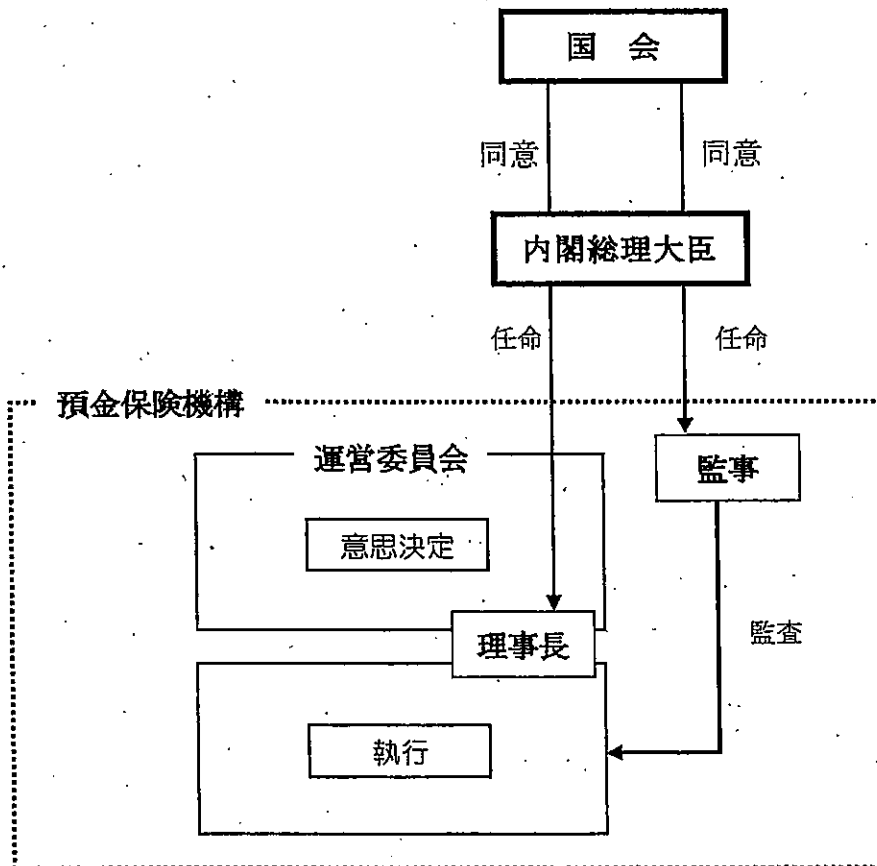 国 会
同意 同意
内閣総理大臣
任命 任命
預金保険機構
運営委員会
監事
意思決定
理事長
監査
執行